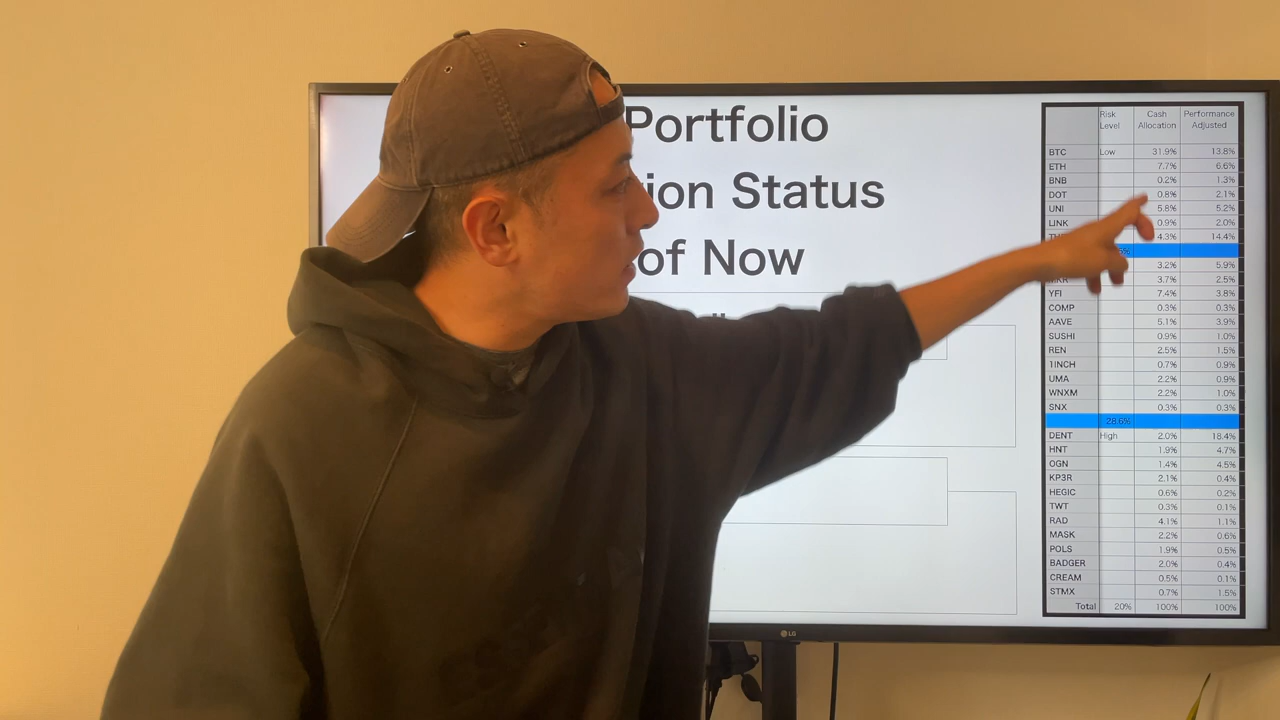 Portfolio
ion Status
of Now
Risk Level Cash Allocation Performance Adjusted
BTC Low 31.9% 13.8%
ETH 7.7% 6.6%
BNB 0.2% 1.3%
DOT 0.8% 2.1%
UNI 5.8% 5.2%
LINK 0.9% 2.0%
4.3% 14.4%
3.2% 5.9%
3.7% 2.5%
YFI 7.4% 3.8%
COMP 0.3% 0.3%
AAVE 5.1% 3.9%
SUSHI 0.9% 1.0%
REN 2.5% 1.5%
1INCH 0.7% 0.9%
UMA 2.2% 0.9%
WNXM 2.2% 1.0%
SNX 0.3% 0.3%
28.6%
DENT High 2.0% 18.4%
HNT 1.9% 4.7%
OGN 1.4% 4.5%
KP3R 2.1% 0.4%
HEGIC 0.6% 0.2%
TWT 0.3% 0.1%
RAD 4.1% 1.1%
MASK 2.2% 0.6%
POLS 1.9% 0.5%
BADGER 2.0% 0.4%
CREAM 0.5% 0.1%
STMX 0.7% 1.5%
Total 20% 100% 100%
LG